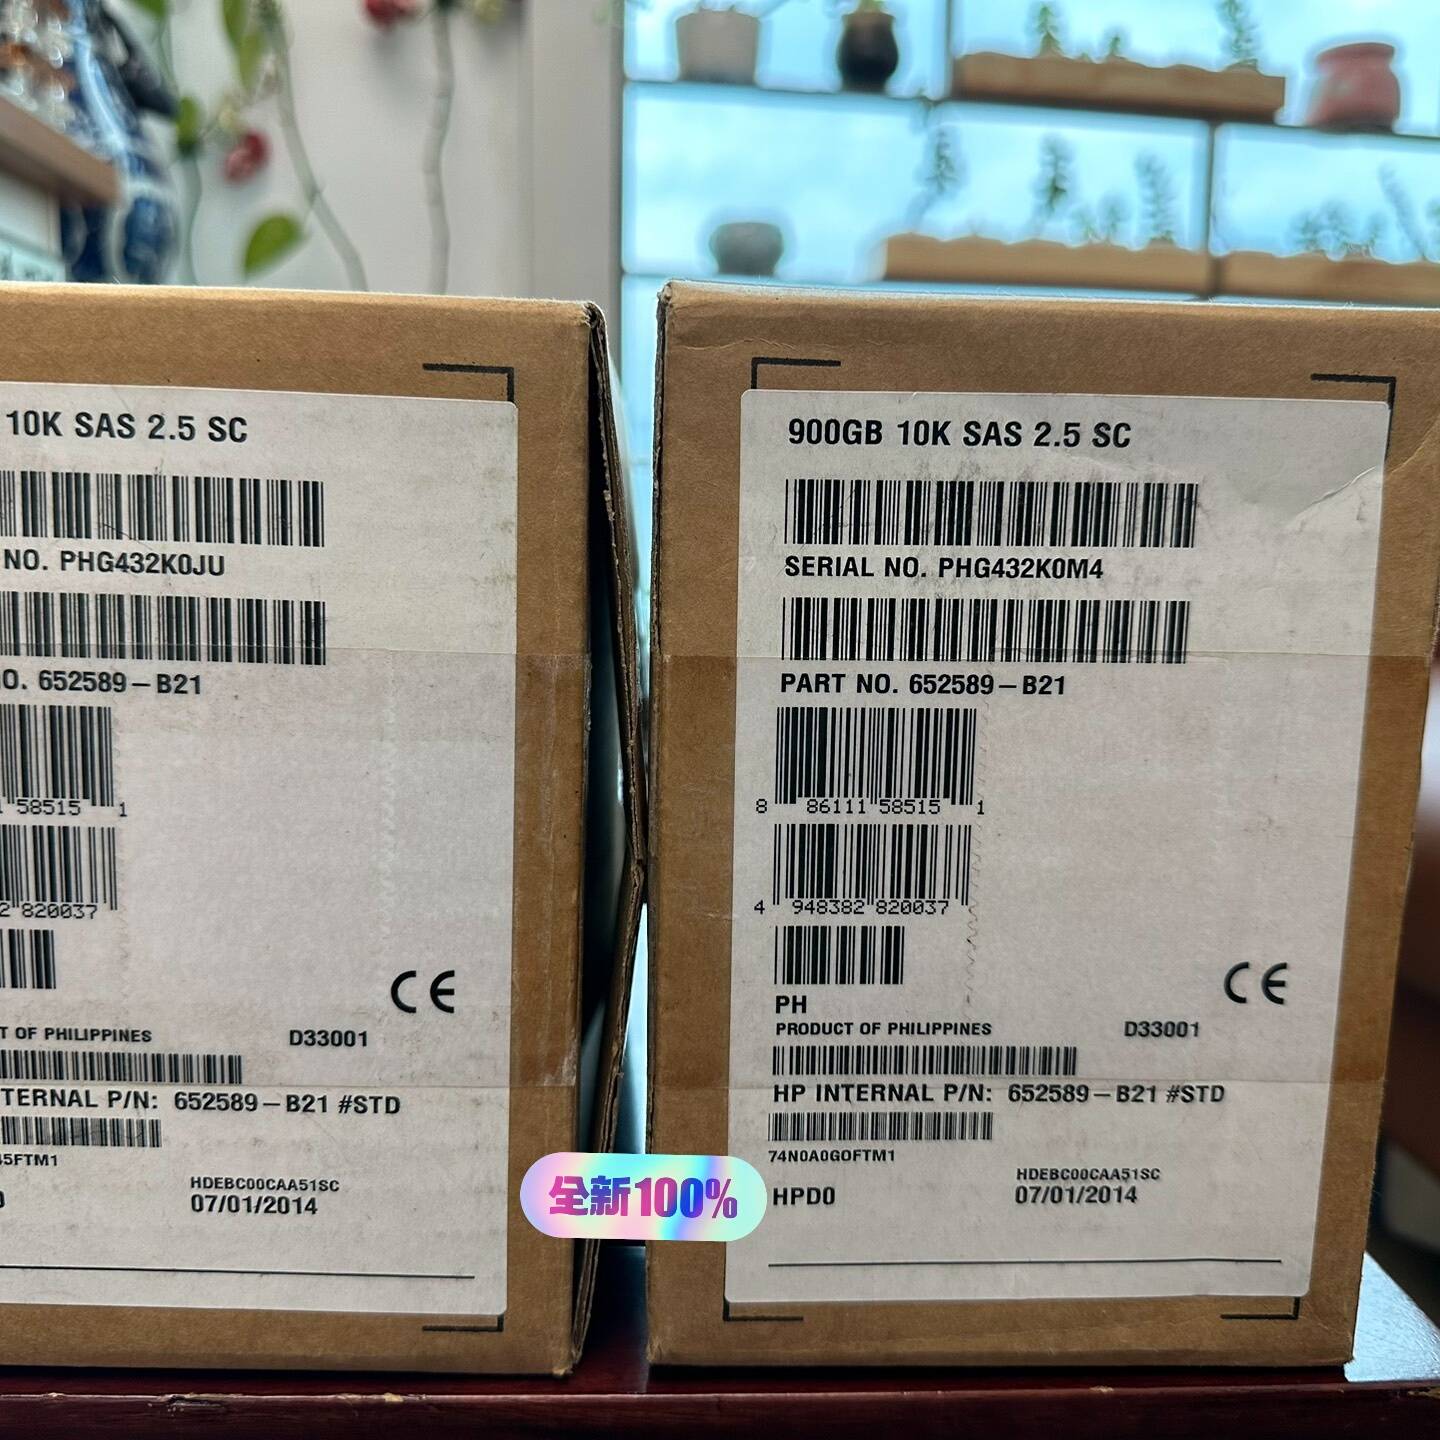 10K SAS 2.5 SC
NO. PHG432K0JU
O. 652589-B21
58515 1
2 820037
CE
T OF PHILIPPINES D33001
TERNAL P/N: 652589-B21 #STD
45FTM1
HDEBC00CAA51SC
07/01/2014
900GB 10K SAS 2.5 SC
SERIAL NO. PHG432K0M4
PART NO. 652589-B21
8 86111 58515 1
4 948382 820037
CE
PH
PRODUCT OF PHILIPPINES D33001
HP INTERNAL P/N: 652589-B21 #STD
74N0A0GOFTM1
HDEBC00CAA51SC
HPD0 07/01/2014
全新100%